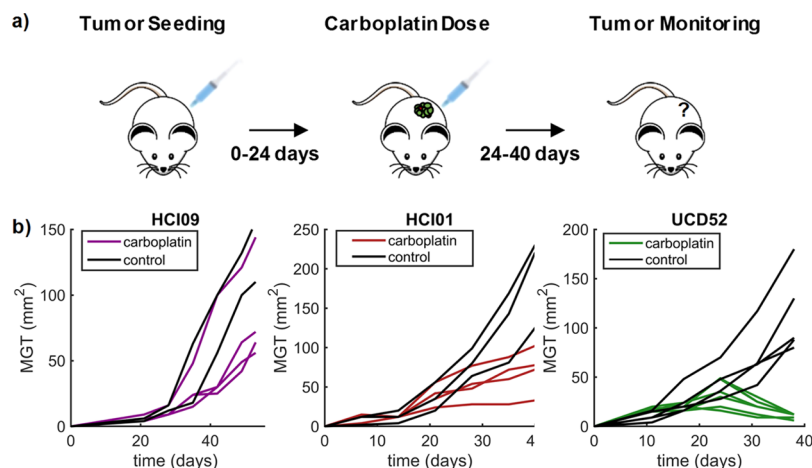 a) Tumor Seeding Carboplatin Dose Tumor Monitoring
?
0-24 days 24-40 days
b) HCI09 HCI01 UCD52
150 250 200
carboplatin carboplatin carboplatin
control control control
200
150
100 150
100
100
50
50 50
0 0 0
MGT (mm²) MGT (mm²) MGT (mm²)
0 20 40 0 10 20 30 40 0 10 20 30 40
time (days) time (days) time (days)